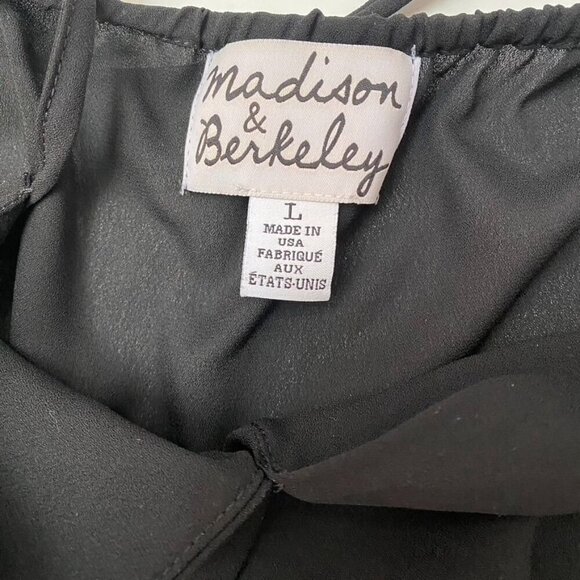 madison
&
Berkeley
L
MADE IN
USA
FABRIQUÉ
AUX
ÉTATS-UNIS